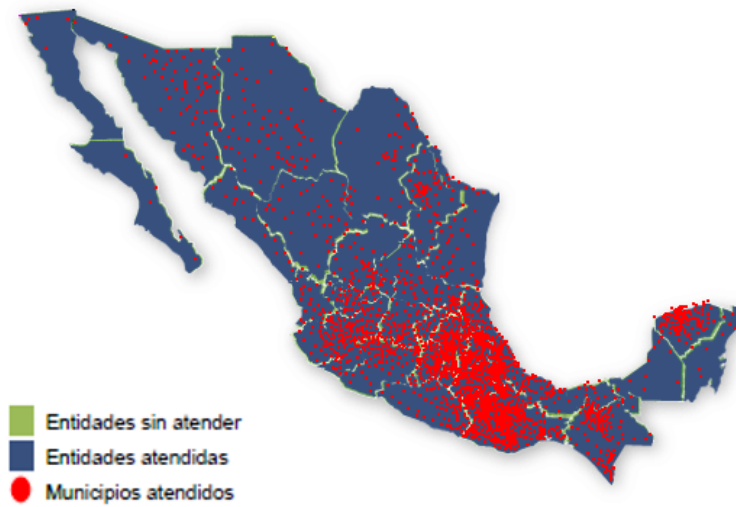 Entidades sin atender
Entidades atendidas
Municipios atendidos